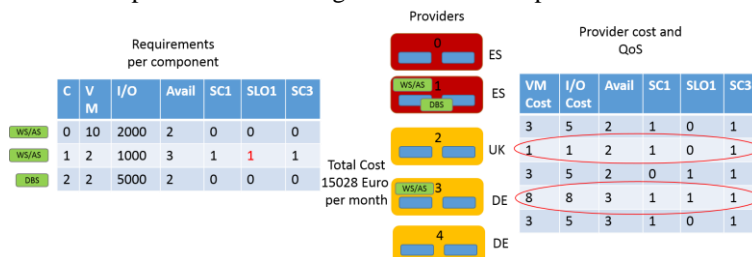 Providers
Requirements
per component
C VM I/O Avail SC1 SLO1 SC3
WS/AS 0 10 2000 2 0 0 0
WS/AS 1 2 1000 3 1 1 1
DBS 2 2 5000 2 0 0 0
Total Cost
15028 Euro
per month
0 ES
WS/AS 1 ES
DBS
2 UK
WS/AS 3 DE
4 DE
Provider cost and
QoS
VM Cost I/O Cost Avail SC1 SLO1 SC3
3 5 2 1 0 1
1 1 2 1 0 1
3 5 2 0 1 1
8 8 3 1 1 1
3 5 3 1 0 1